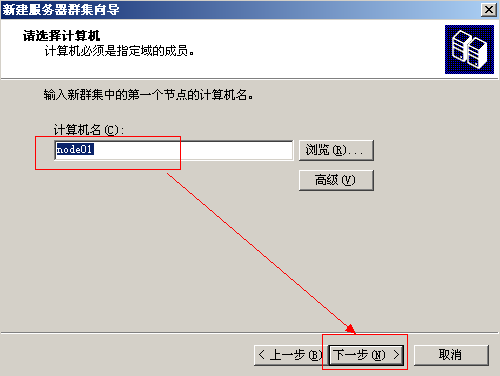 新建服务器群集向导
请选择计算机
计算机必须是指定域的成员。
输入新群集中的第一个节点的计算机名。
计算机名(C):
node01
浏览(R)...
高级(V)
< 上一步(B)
下一步(N) >
取消